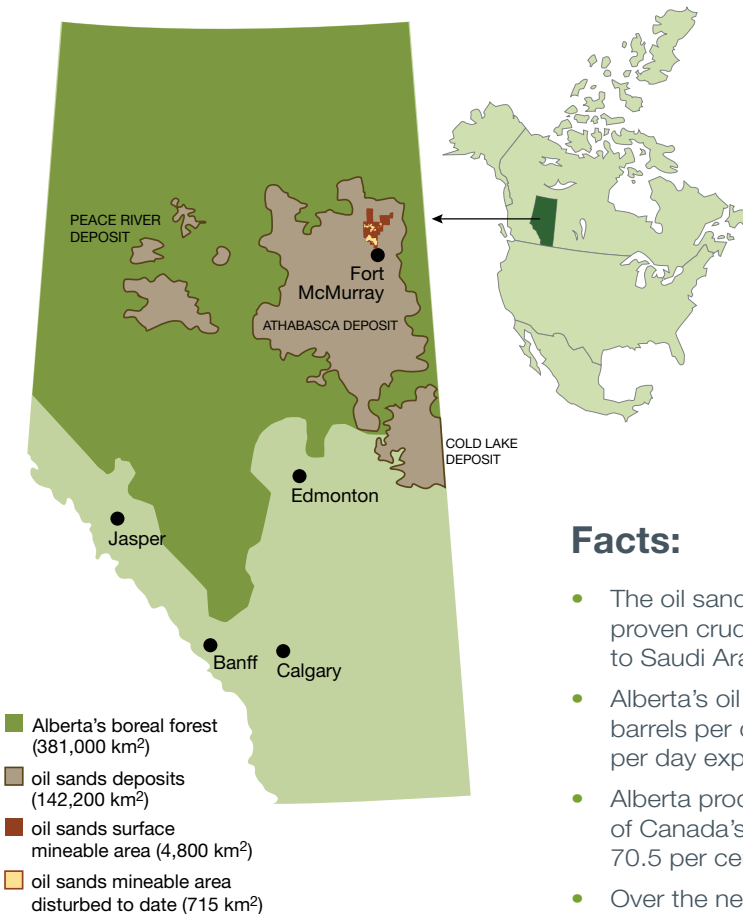 PEACE RIVER
DEPOSIT
Fort
McMurray
ATHABASCA DEPOSIT
COLD LAKE
DEPOSIT
Edmonton
Jasper
Banff
Calgary
Alberta's boreal forest
(381,000 km²)
oil sands deposits
(142,200 km²)
oil sands surface
mineable area (4,800 km²)
oil sands mineable area
disturbed to date (715 km²)
Facts:
• The oil sand
proven crud
to Saudi Ara
• Alberta's oil
barrels per
per day exp
• Alberta prod
of Canada's
70.5 per ce
• Over the ne